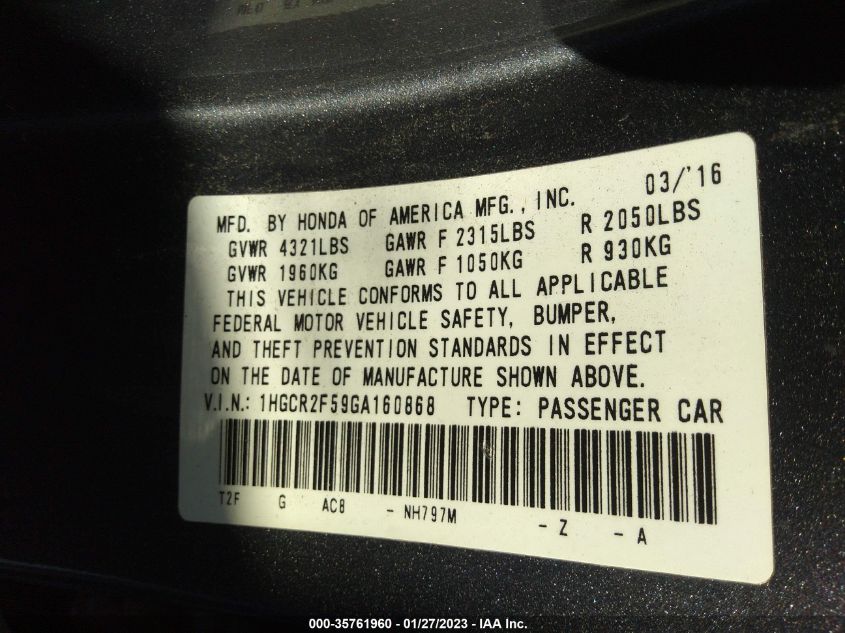 MFD. BY HONDA OF AMERICA MFG., INC. 03/'16
GVWR 4321LBS GAWR F 2315LBS R 2050LBS
GVWR 1960KG GAWR F 1050KG R 930KG
THIS VEHICLE CONFORMS TO ALL APPLICABLE
FEDERAL MOTOR VEHICLE SAFETY, BUMPER,
AND THEFT PREVENTION STANDARDS IN EFFECT
ON THE DATE OF MANUFACTURE SHOWN ABOVE.
V.I.N.: 1HGCR2F59GA160868 TYPE: PASSENGER CAR
T2F G AC8 - NH797M - Z - A
000-35761960 - 01/27/2023 - IAA Inc.